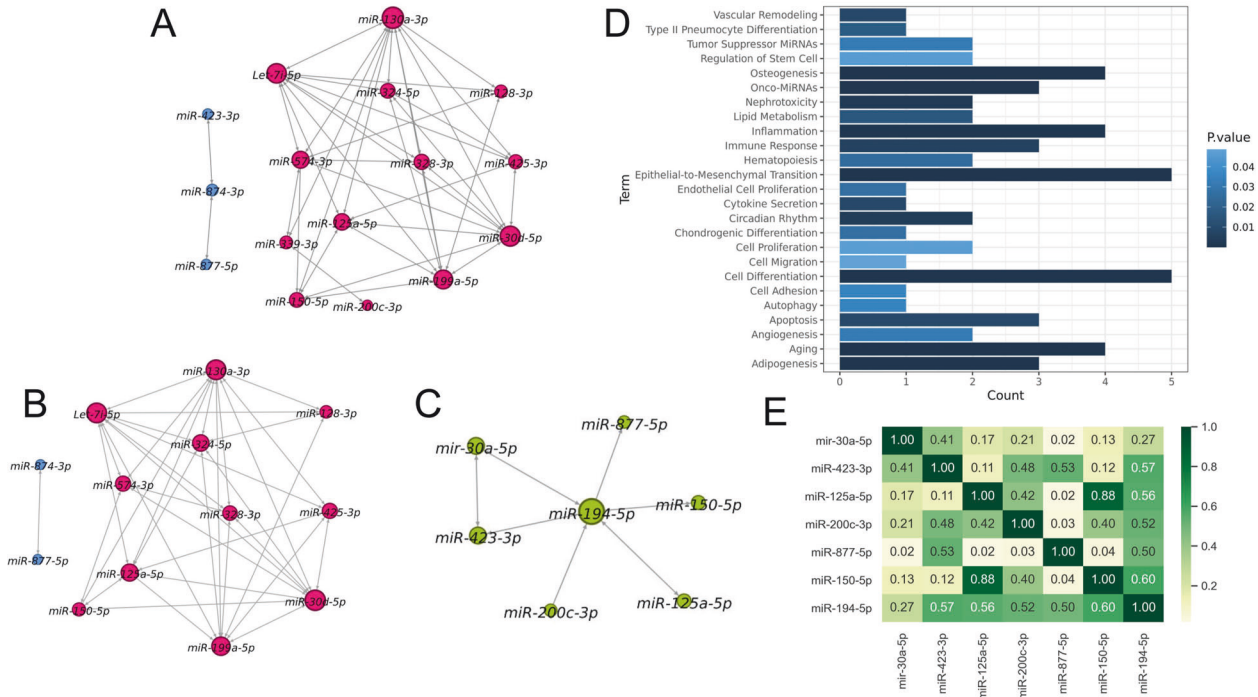 A
miR-130a-3p
Let-7i-5p
miR-324-5p
miR-128-3p
miR-423-3p
miR-574-3p
miR-328-3p
miR-425-3p
miR-874-3p
miR-125a-5p
miR-30d-5p
miR-339-3p
miR-877-5p
miR-199a-5p
miR-150-5p
miR-200c-3p
B
miR-130a-3p
Let-7i-5p
miR-128-3p
miR-324-5p
miR-874-3p
miR-574-3p
miR-328-3p
miR-425-3p
miR-877-5p
miR-125a-5p
miR-30d-5p
miR-150-5p
miR-199a-5p
C
miR-877-5p
mir-30a-5p
miR-150-5p
miR-194-5p
miR-423-3p
miR-125a-5p
miR-200c-3p
D
Term
Vascular Remodeling
Type II Pneumocyte Differentiation
Tumor Suppressor MiRNAs
Regulation of Stem Cell
Osteogenesis
Onco-MiRNAs
Nephrotoxicity
Lipid Metabolism
Inflammation
Immune Response
Hematopoiesis
Epithelial-to-Mesenchymal Transition
Endothelial Cell Proliferation
Cytokine Secretion
Circadian Rhythm
Chondrogenic Differentiation
Cell Proliferation
Cell Migration
Cell Differentiation
Cell Adhesion
Autophagy
Apoptosis
Angiogenesis
Aging
Adipogenesis
0 1 2 3 4 5
Count
P.value
0.04
0.03
0.02
0.01
E
mir-30a-5p 1.00 0.41 0.17 0.21 0.02 0.13 0.27
miR-423-3p 0.41 1.00 0.11 0.48 0.53 0.12 0.57
miR-125a-5p 0.17 0.11 1.00 0.42 0.02 0.88 0.56
miR-200c-3p 0.21 0.48 0.42 1.00 0.03 0.40 0.52
miR-877-5p 0.02 0.53 0.02 0.03 1.00 0.04 0.50
miR-150-5p 0.13 0.12 0.88 0.40 0.04 1.00 0.60
miR-194-5p 0.27 0.57 0.56 0.52 0.50 0.60 1.00
mir-30a-5p
miR-423-3p
miR-125a-5p
miR-200c-3p
miR-877-5p
miR-150-5p
miR-194-5p
1.0
0.8
0.6
0.4
0.2